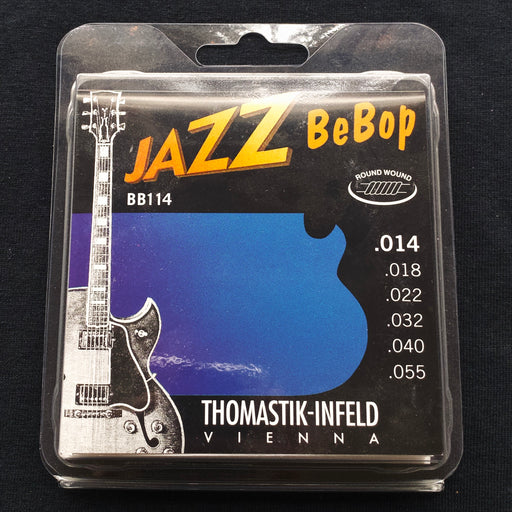 JAZZ BeBop
BB114
ROUND WOUND
.014
.018
.022
.032
.040
.055
THOMASTIK-INFELD
VIENNA